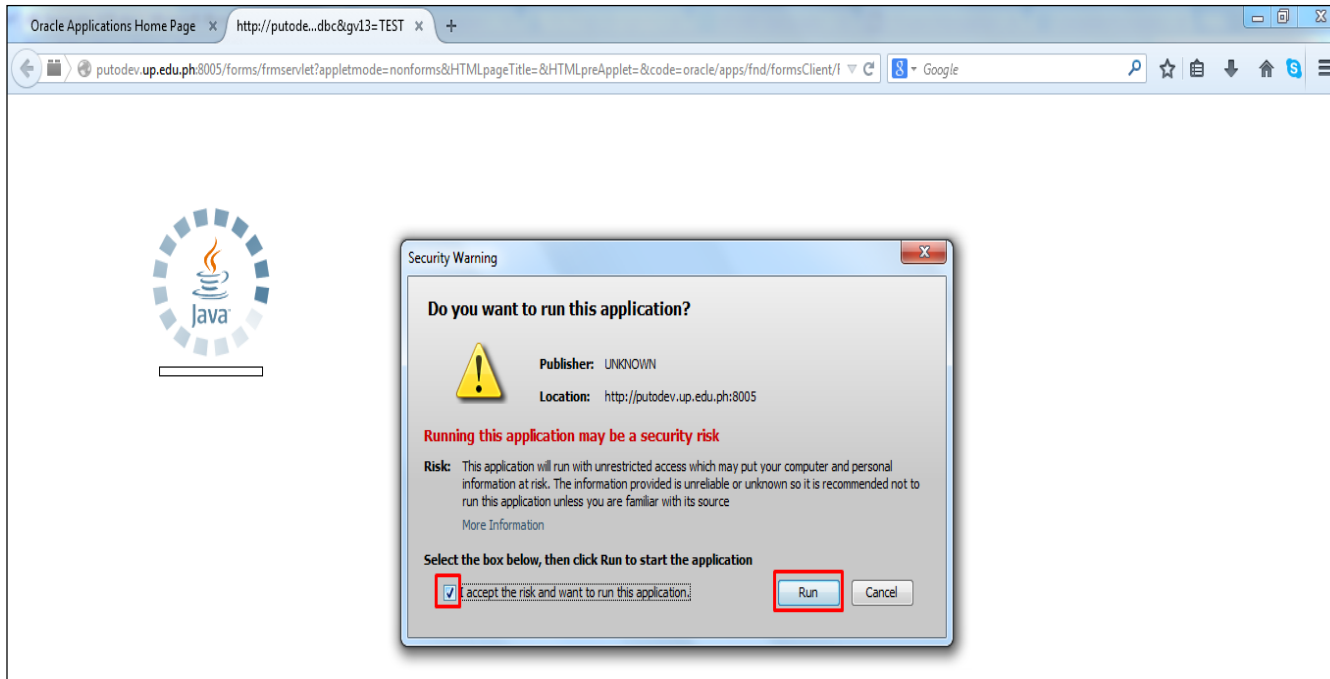 Oracle Applications Home Page
http://putode...dbc&gv13=TEST
putodev.up.edu.ph:8005/forms/frmservlet?appletmode=nonforms&HTMLpageTitle=&HTMLpreApplet=&code=oracle/apps/fnd/formsClient/
Google
Java
Security Warning
Do you want to run this application?
Publisher: UNKNOWN
Location: http://putodev.up.edu.ph:8005
Running this application may be a security risk
Risk: This application will run with unrestricted access which may put your computer and personal
information at risk. The information provided is unreliable or unknown so it is recommended not to
run this application unless you are familiar with its source
More Information
Select the box below, then click Run to start the application
I accept the risk and want to run this application.
Run
Cancel